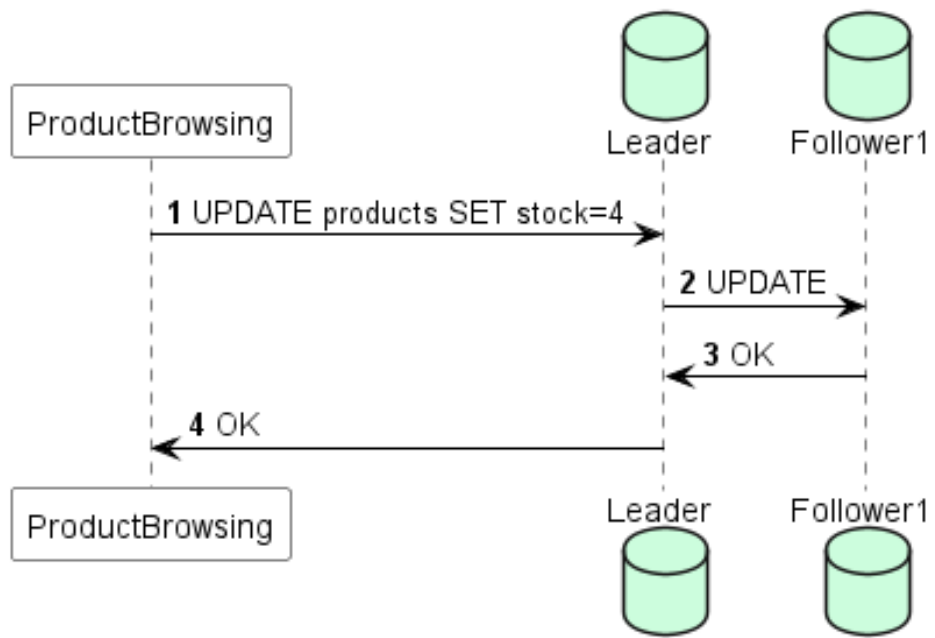 ProductBrowsing
Leader
Follower1
1 UPDATE products SET stock=4
2 UPDATE
3 OK
4 OK
ProductBrowsing
Leader
Follower1